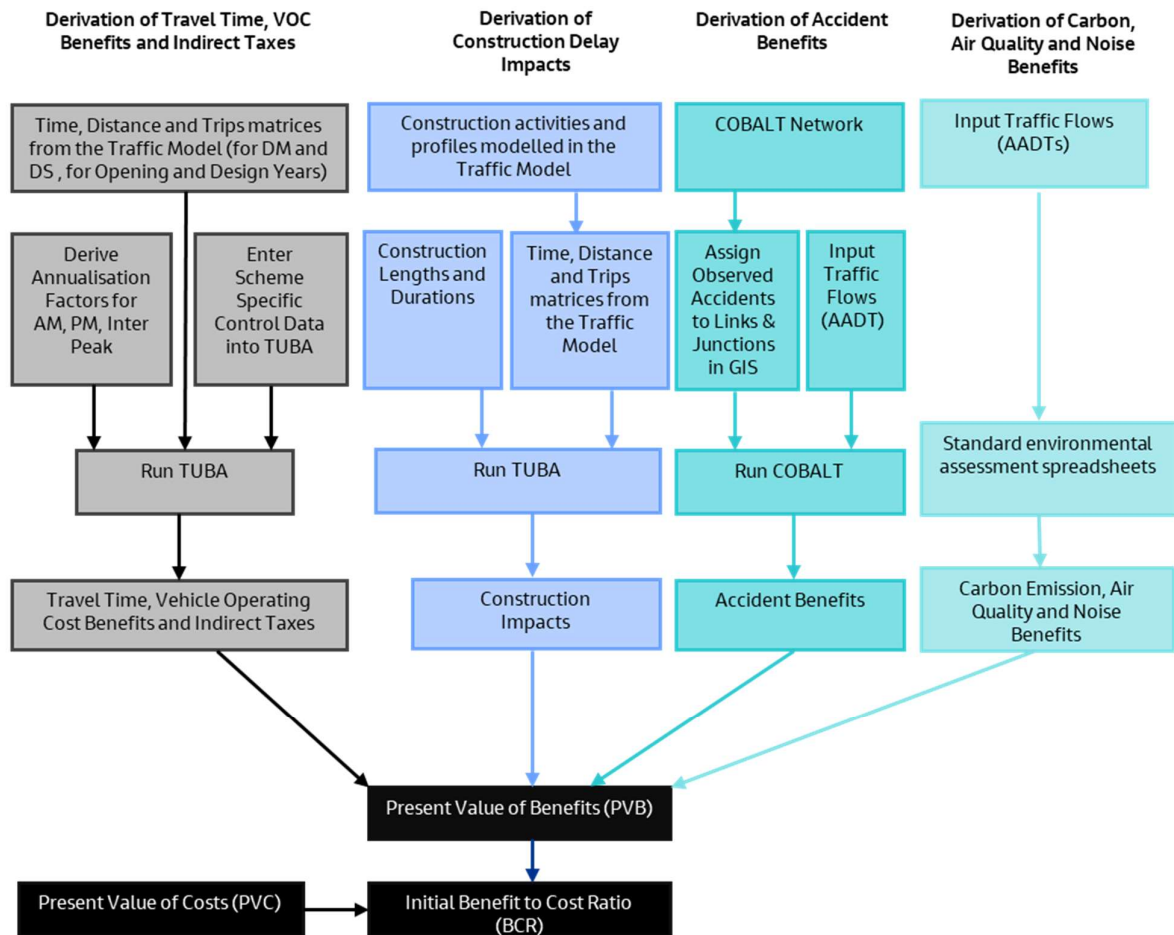 Derivation of Travel Time, VOC
Benefits and Indirect Taxes
Derivation of
Construction Delay
Impacts
Derivation of Accident
Benefits
Derivation of Carbon,
Air Quality and Noise
Benefits
Time, Distance and Trips matrices
from the Traffic Model (for DM and
DS , for Opening and Design Years)
Construction activities and
profiles modelled in the
Traffic Model
COBALT Network
Input Traffic Flows
(AADTs)
Derive
Annualisation
Factors for
AM, PM, Inter
Peak
Enter
Scheme
Specific
Control Data
into TUBA
Construction
Lengths and
Durations
Time, Distance
and Trips
matrices from
the Traffic
Model
Assign
Observed
Accidents
to Links &
Junctions
in GIS
Input
Traffic
Flows
(AADT)
Run TUBA
Run TUBA
Run COBALT
Standard environmental
assessment spreadsheets
Travel Time, Vehicle Operating
Cost Benefits and Indirect Taxes
Construction
Impacts
Accident Benefits
Carbon Emission, Air
Quality and Noise
Benefits
Present Value of Benefits (PVB)
Present Value of Costs (PVC)
Initial Benefit to Cost Ratio
(BCR)